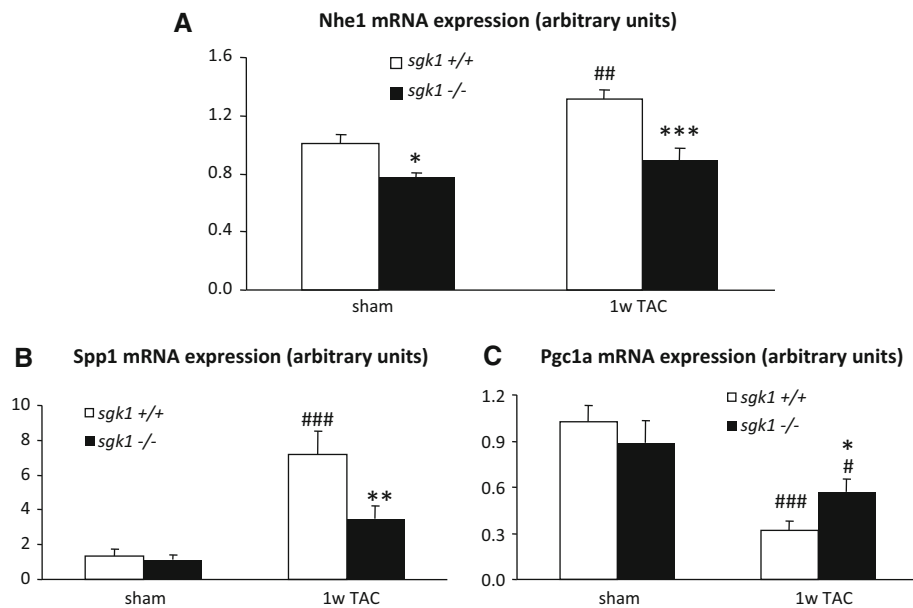 A Nhe1 mRNA expression (arbitrary units)
1.6
1.2
0.8
0.4
0.0
sgk1 +/+
sgk1 -/-
*
##
***
sham 1w TAC
B Spp1 mRNA expression (arbitrary units)
10
8
6
4
2
0
sgk1 +/+
sgk1 -/-
###
**
sham 1w TAC
C Pgc1a mRNA expression (arbitrary units)
1.2
0.9
0.6
0.3
0.0
sgk1 +/+
sgk1 -/-
###
*
#
sham 1w TAC